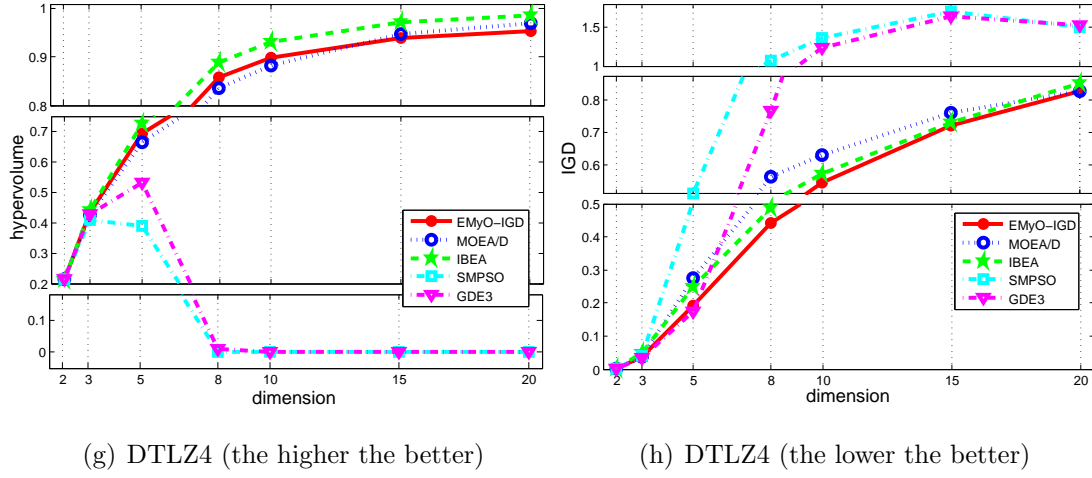 1
0.9
0.8
0.7
0.6
0.5
0.4
0.3
0.2
0.1
0
hypervolume
2 3 5 8 10 15 20
dimension
EMyO−IGD
MOEA/D
IBEA
SMPSO
GDE3
1.5
1
0.8
0.7
0.6
0.5
0.4
0.3
0.2
0.1
0
IGD
2 3 5 8 10 15 20
dimension
EMyO−IGD
MOEA/D
IBEA
SMPSO
GDE3
(g) DTLZ4 (the higher the better)
(h) DTLZ4 (the lower the better)